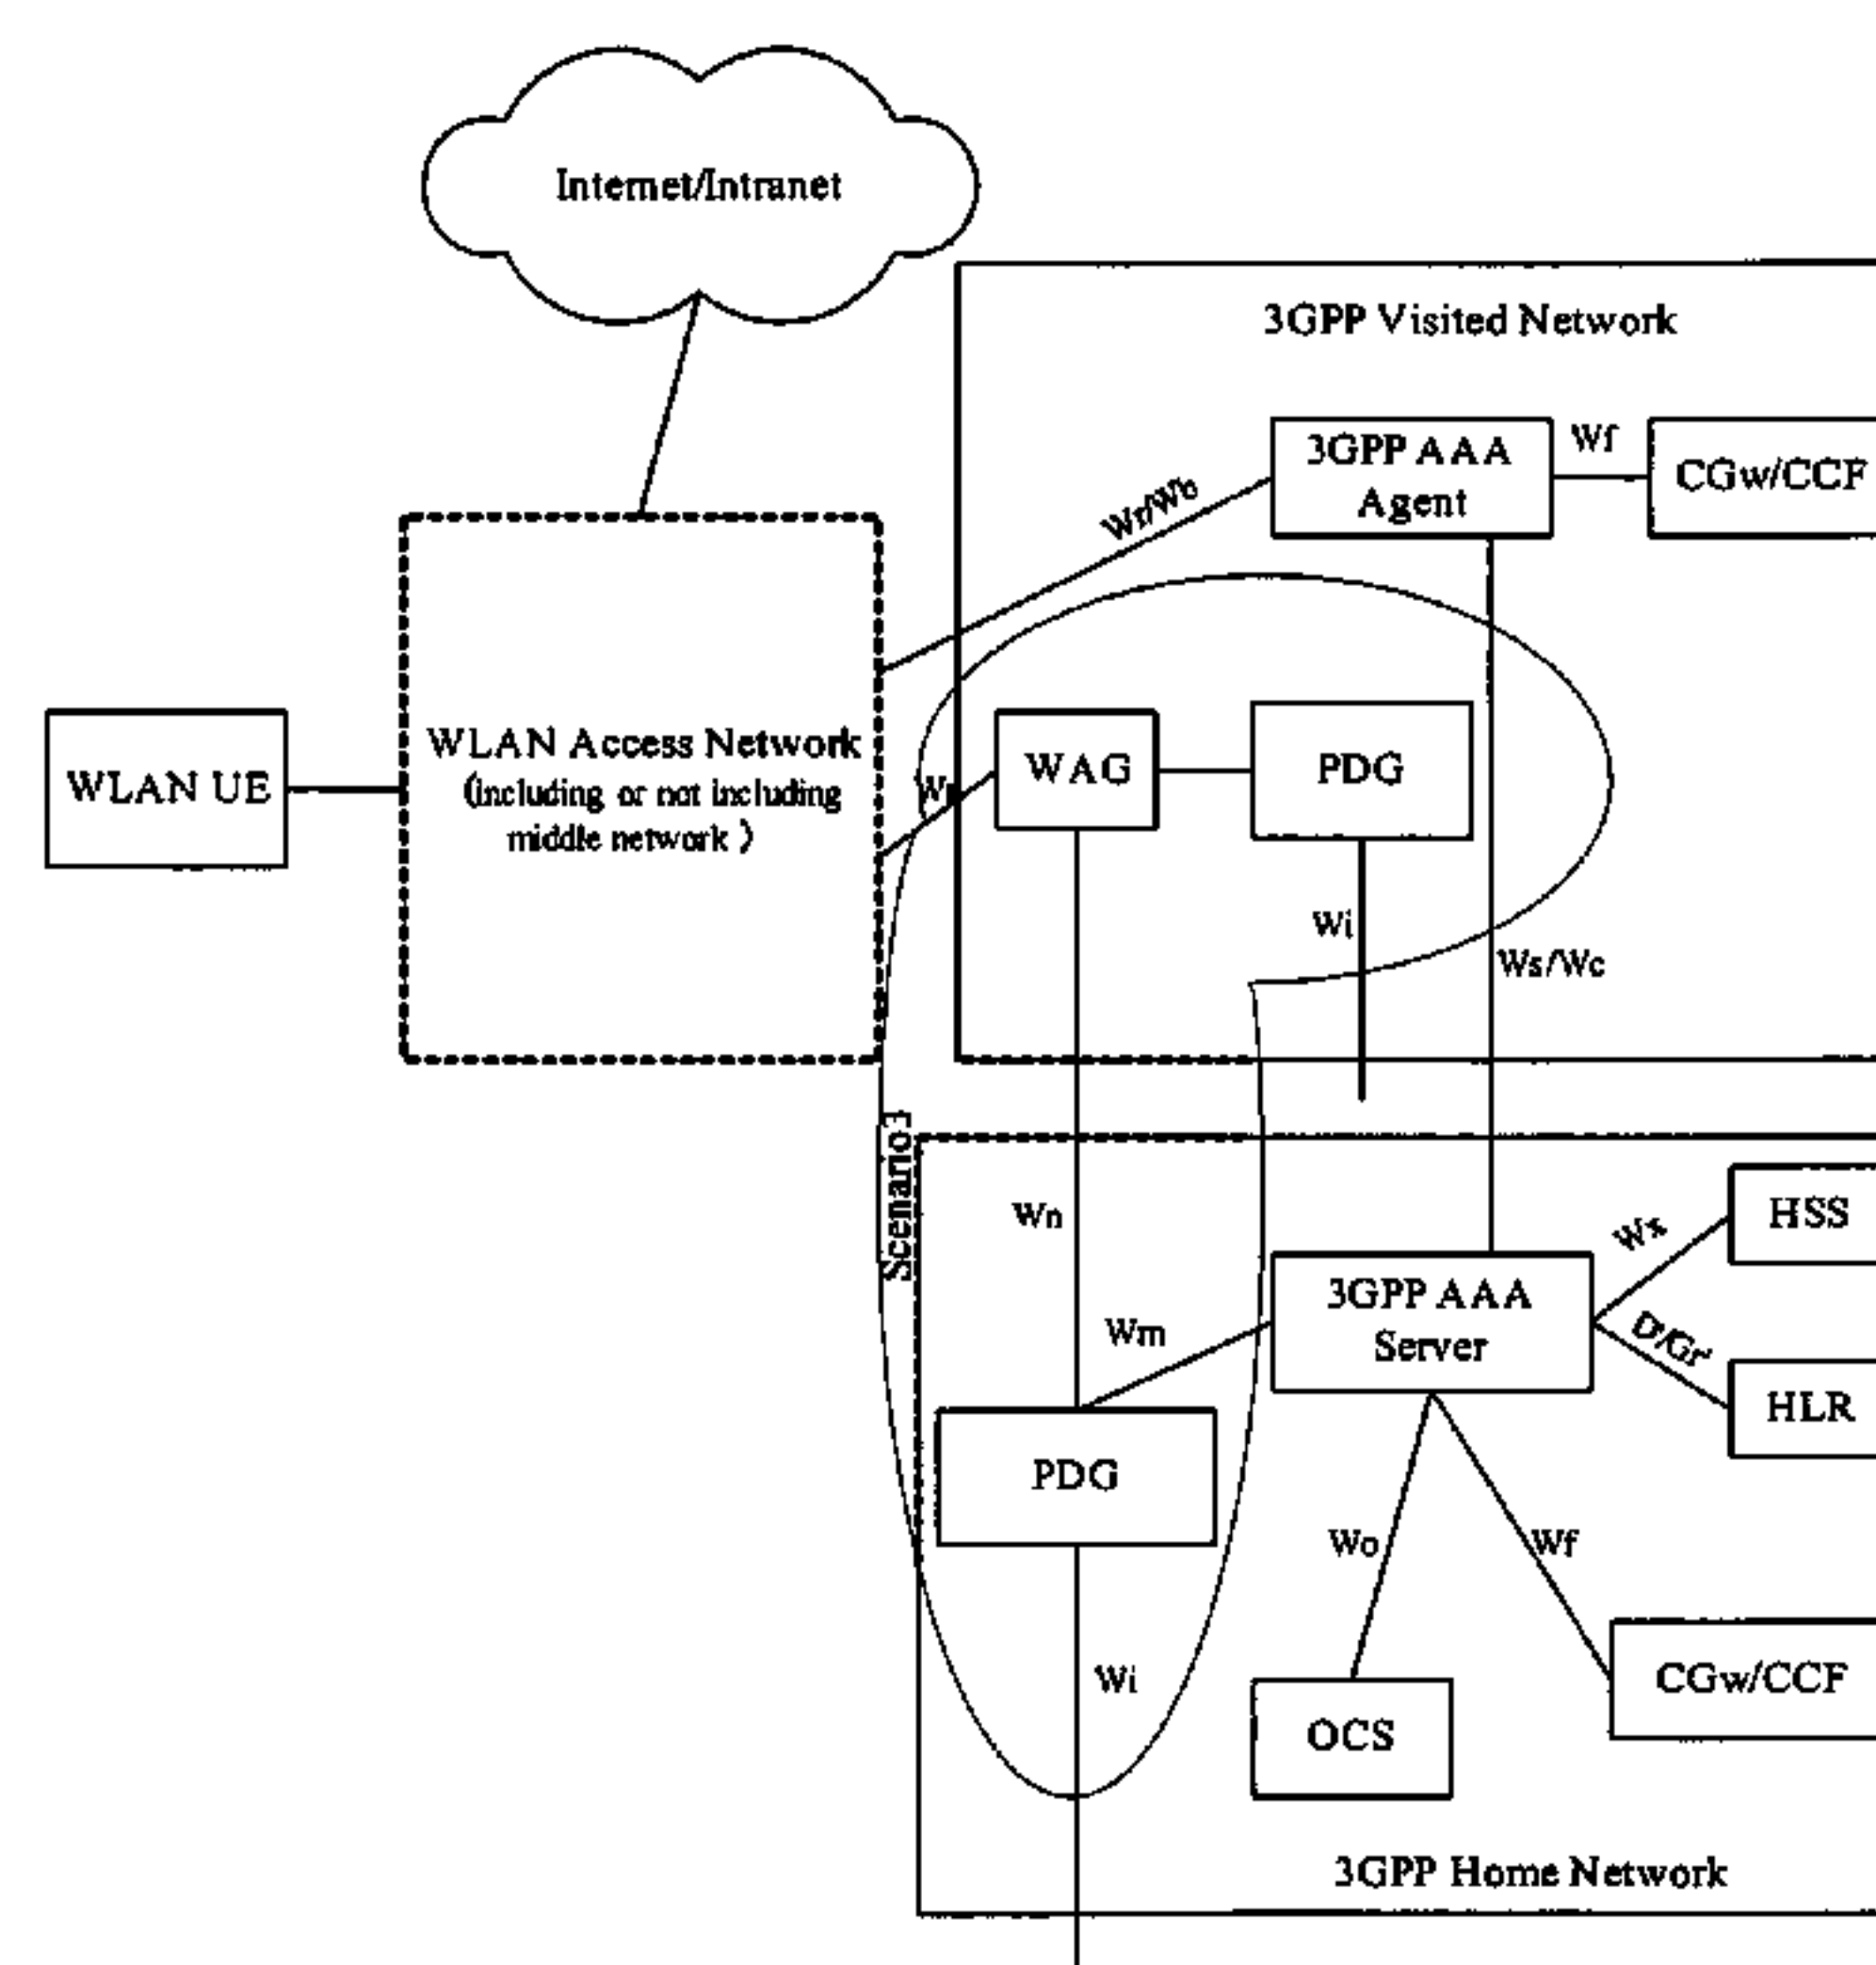 Internet/Intranet
3GPP Visited Network
3GPP AAA
Agent
Wf
CGw/CCF
Wr/Wb
WLAN UE
WLAN Access Network
(including or not including
middle network )
WAG
PDG
Wi
Ws/Wc
Scenario3
Wn
HSS
Wx
3GPP AAA
Server
D'/Gr'
HLR
Wm
PDG
Wo
Wf
Wi
OCS
CGw/CCF
3GPP Home Network